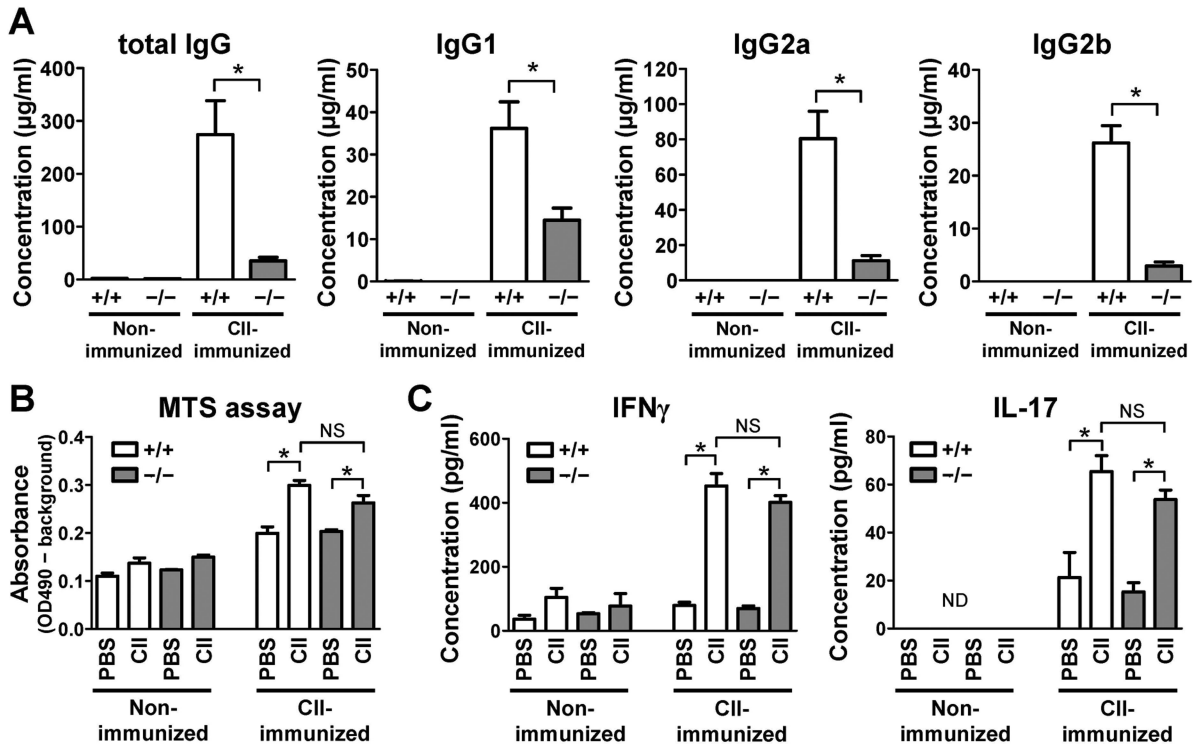 A
total IgG
Concentration (µg/ml)
400
300
200
100
0
*
+/+ −/− +/+ −/−
Non-
immunized
CII-
immunized
IgG1
Concentration (µg/ml)
50
40
30
20
10
0
*
+/+ −/− +/+ −/−
Non-
immunized
CII-
immunized
IgG2a
Concentration (µg/ml)
120
100
80
60
40
20
0
*
+/+ −/− +/+ −/−
Non-
immunized
CII-
immunized
IgG2b
Concentration (µg/ml)
40
30
20
10
0
*
+/+ −/− +/+ −/−
Non-
immunized
CII-
immunized
B
MTS assay
Absorbance
(OD490 − background)
0.4
0.3
0.2
0.1
0.0
+/+
−/−
*
NS
*
PBS CII PBS CII PBS CII PBS CII
Non-
immunized
CII-
immunized
C
IFNγ
Concentration (pg/ml)
600
400
200
0
+/+
−/−
*
NS
*
PBS CII PBS CII PBS CII PBS CII
Non-
immunized
CII-
immunized
IL-17
Concentration (pg/ml)
80
60
40
20
0
+/+
−/−
ND
*
NS
*
PBS CII PBS CII PBS CII PBS CII
Non-
immunized
CII-
immunized